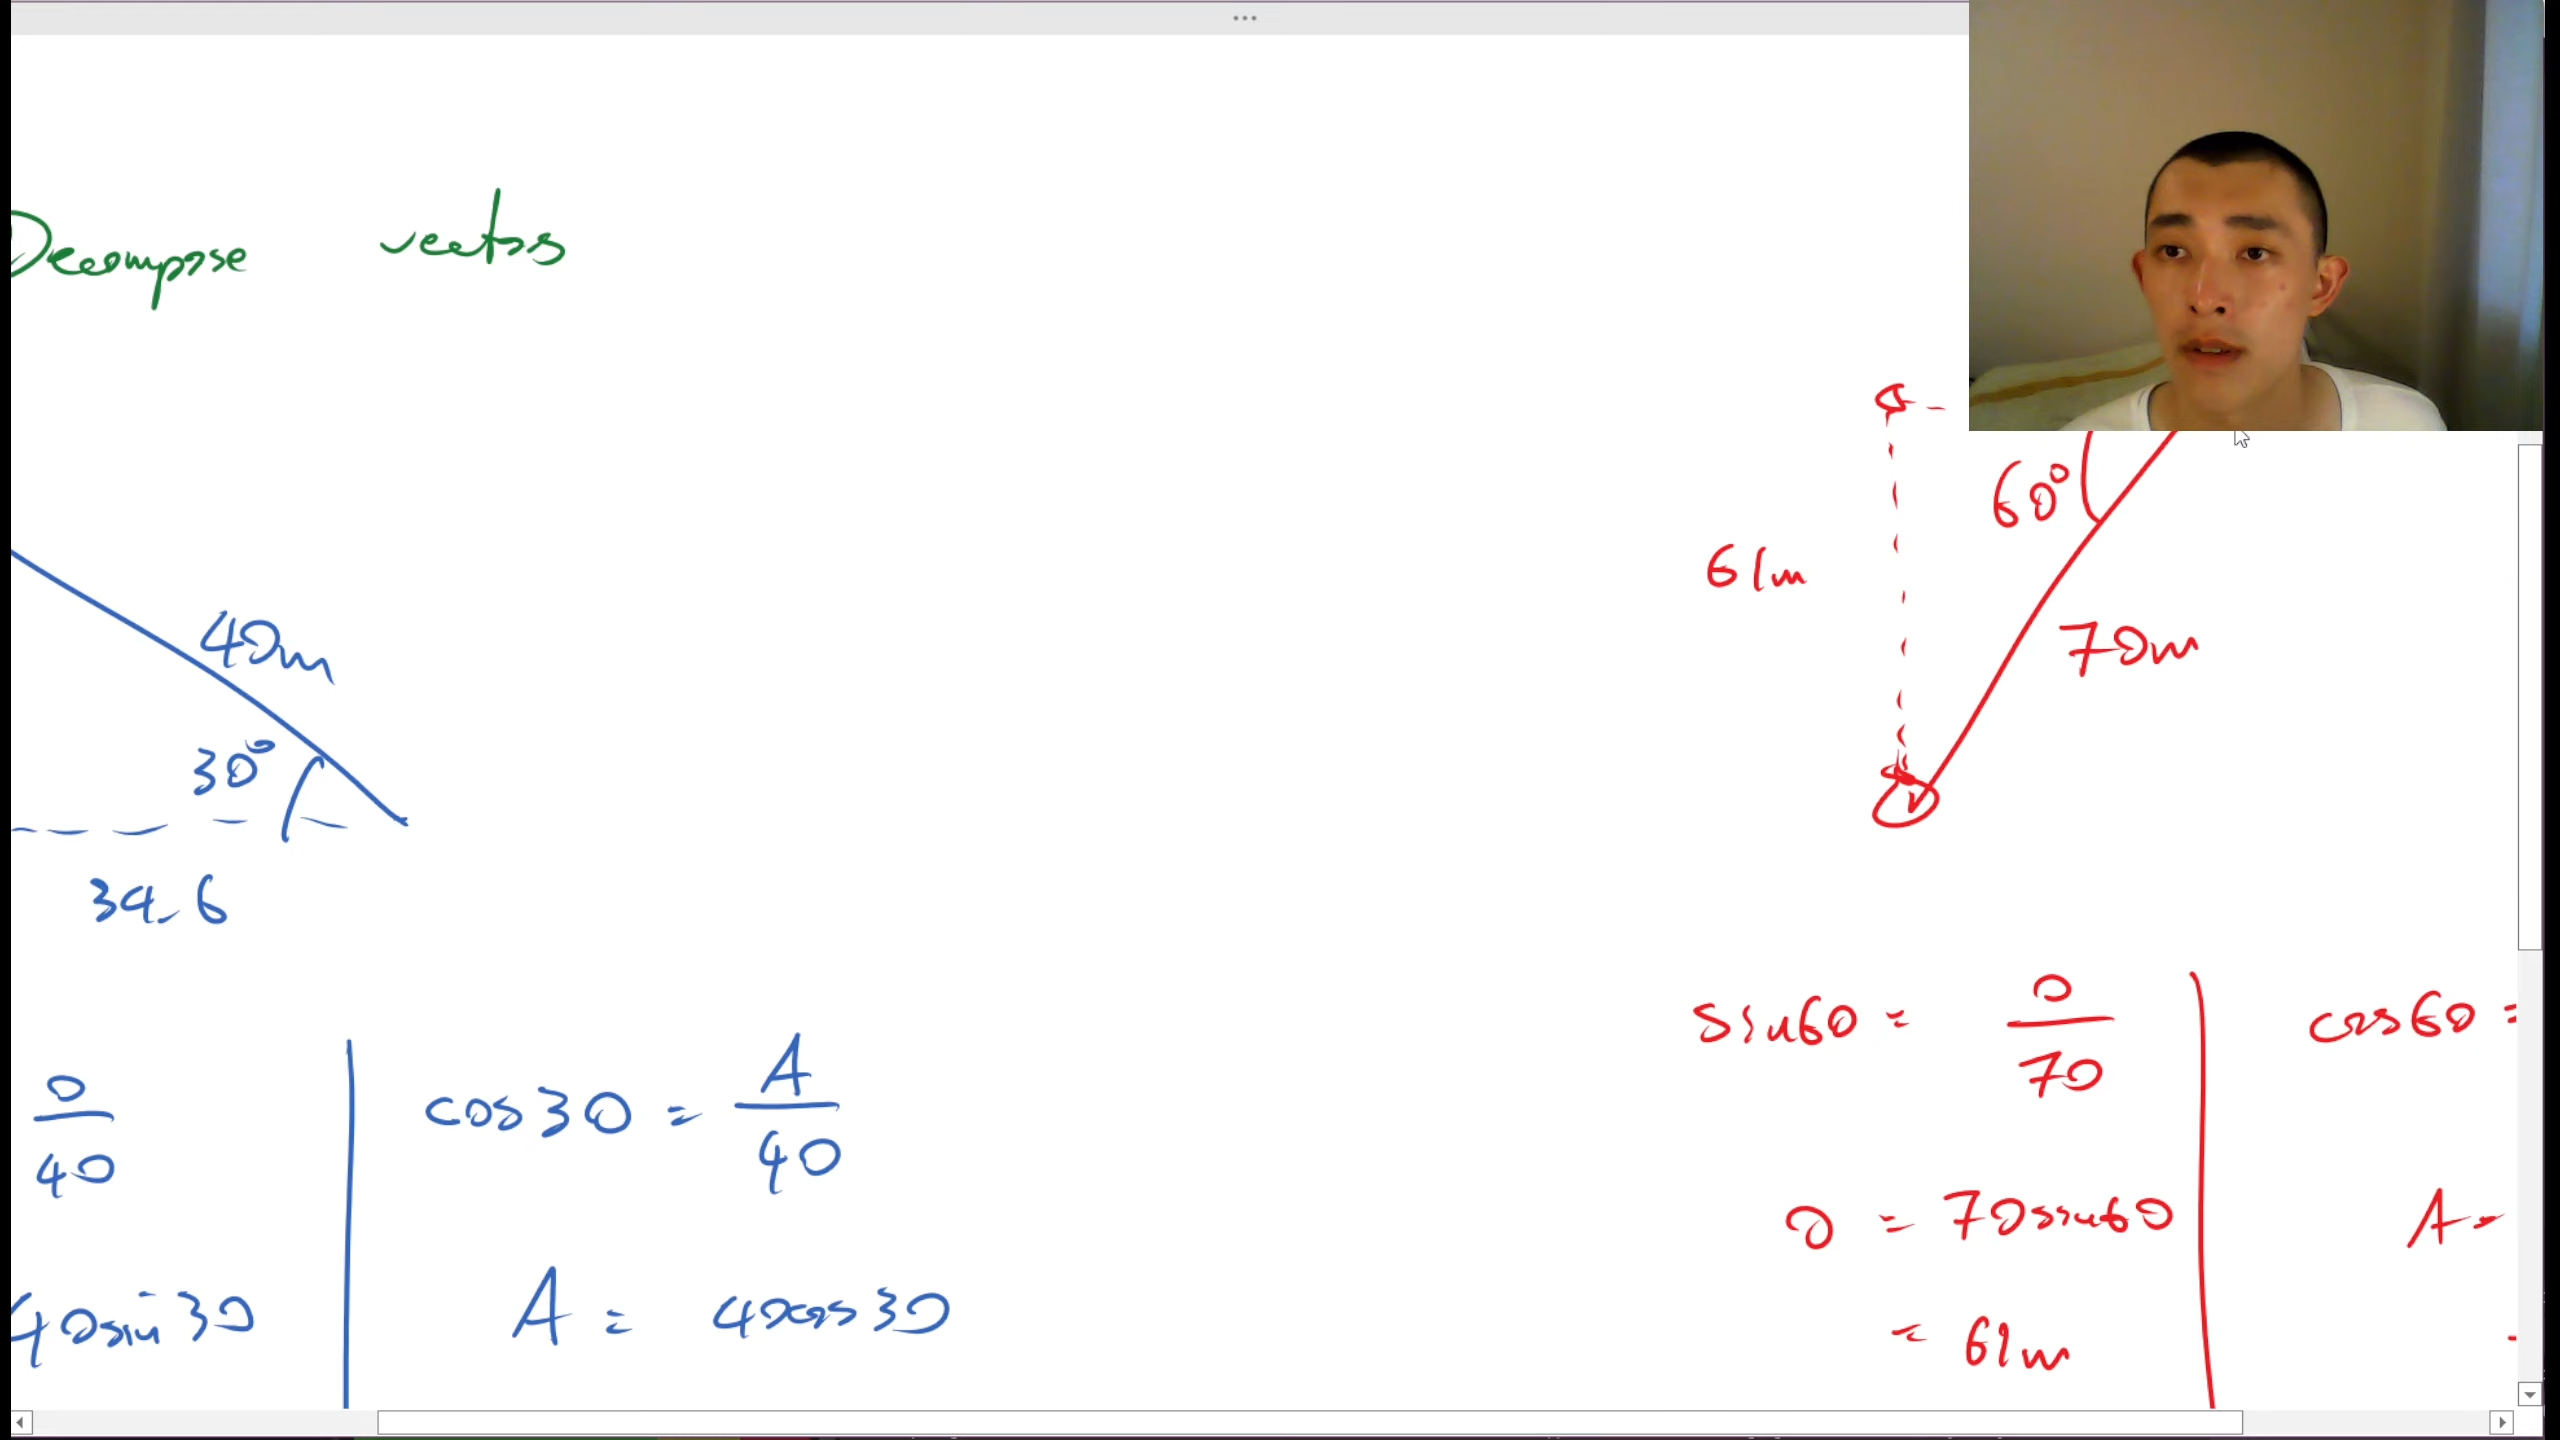 Decompose vectors
40m
30°
34.6
O
40
40sin30
cos30 = A
40
A = 40cos30
60°
61m
70m
sin60 = O
70
O = 70sin60
= 61m
cos60 =
A =